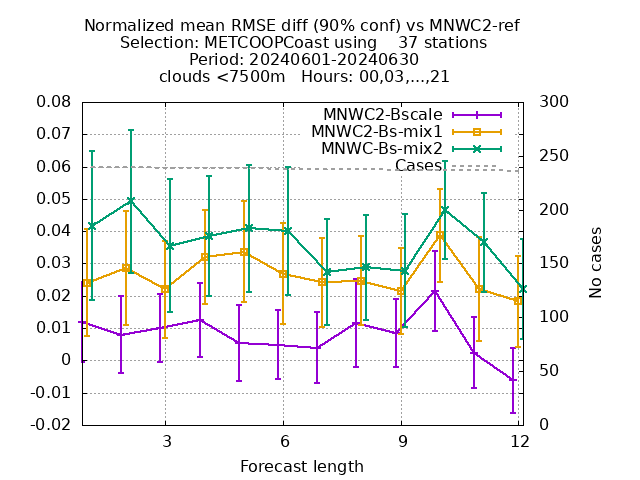 Normalized mean RMSE diff (90% conf) vs MNWC2-ref
Selection: METCOOPCoast using    37 stations
Period: 20240601-20240630
clouds <7500m   Hours: 00,03,...,21
MNWC2-Bscale
MNWC2-Bs-mix1
MNWC-Bs-mix2
Cases
0.08
0.07
0.06
0.05
0.04
0.03
0.02
0.01
0
-0.01
-0.02
300
250
200
150
100
50
0
No cases
3 6 9 12
Forecast length